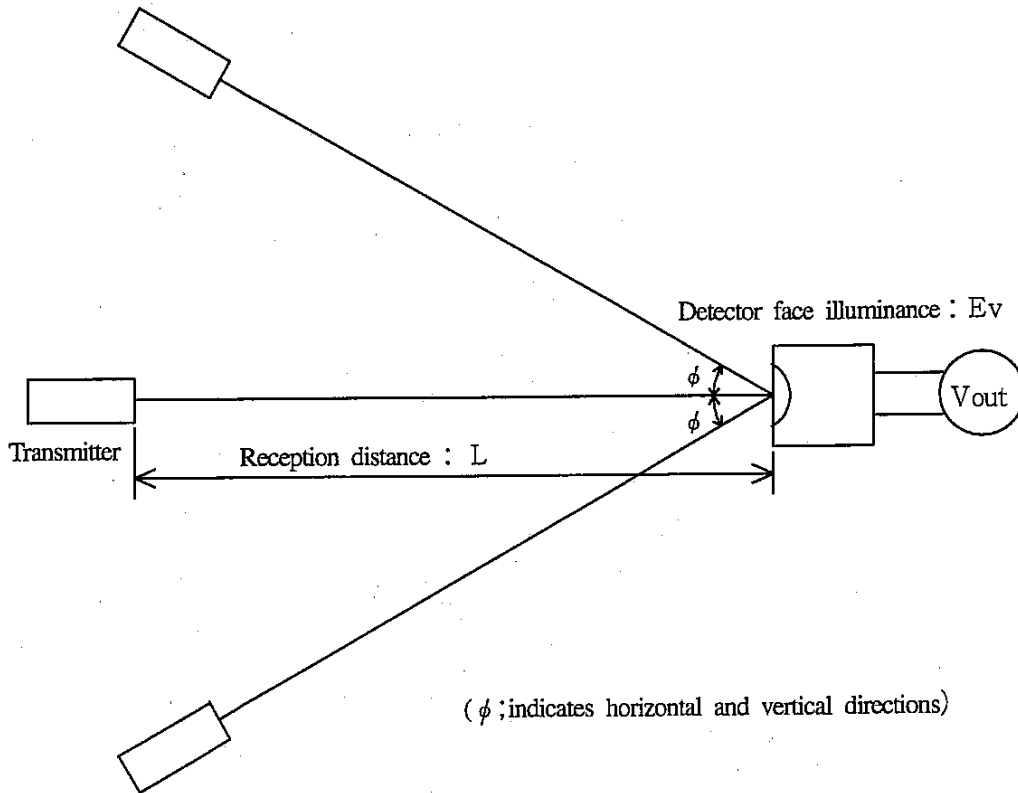 Detector face illuminance : Ev
ϕ
Vout
ϕ
Transmitter
Reception distance : L
(ϕ ;indicates horizontal and vertical directions)